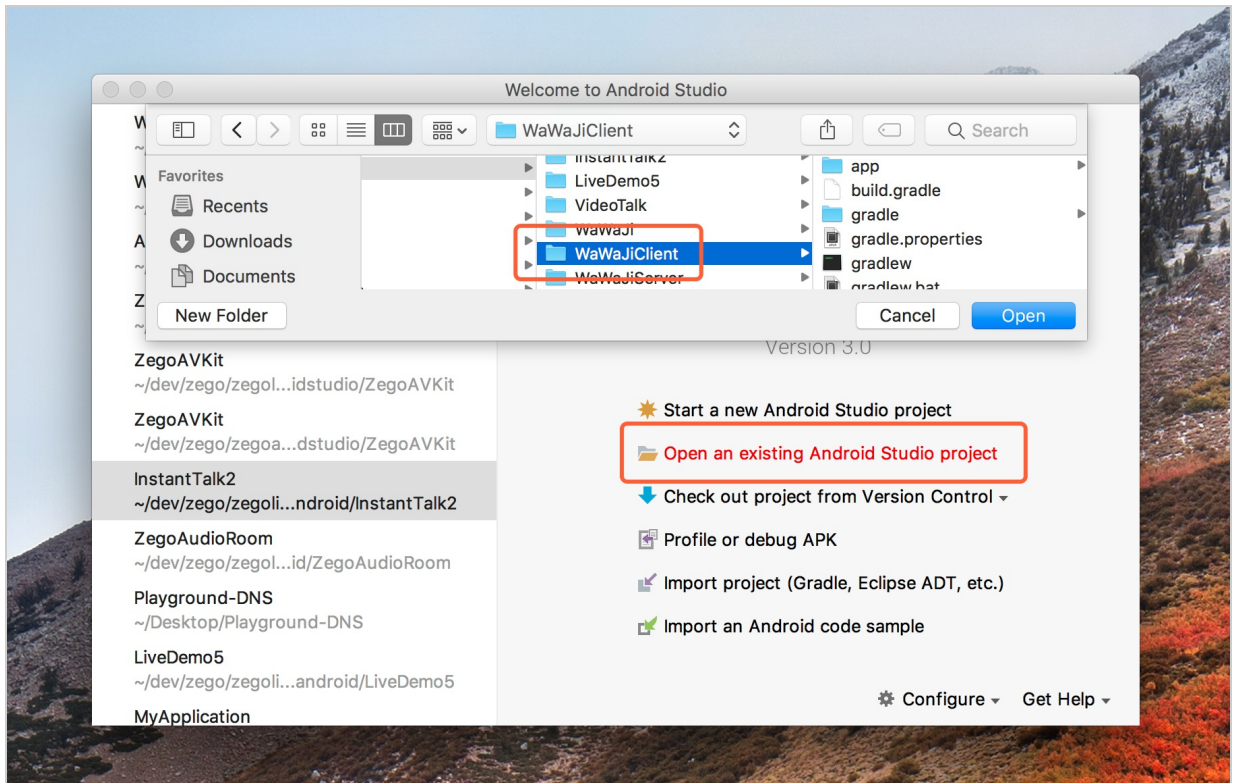 Welcome to Android Studio
WaWaJiClient
Search
Favorites
Recents
Downloads
Documents
InstantTalk2
LiveDemo5
VideoTalk
WaWaJi
WaWaJiClient
WaWaJiServer
app
build.gradle
gradle
gradle.properties
gradlew
gradlew.bat
New Folder
Cancel
Open
W
~
W
~
A
~
Z
~
Version 3.0
ZegoAVKit
~/dev/zego/zegol...idstudio/ZegoAVKit
ZegoAVKit
~/dev/zego/zegoa...dstudio/ZegoAVKit
InstantTalk2
~/dev/zego/zegoli...ndroid/InstantTalk2
ZegoAudioRoom
~/dev/zego/zegol...id/ZegoAudioRoom
Playground-DNS
~/Desktop/Playground-DNS
LiveDemo5
~/dev/zego/zegoli...android/LiveDemo5
MyApplication
Start a new Android Studio project
Open an existing Android Studio project
Check out project from Version Control
Profile or debug APK
Import project (Gradle, Eclipse ADT, etc.)
Import an Android code sample
Configure
Get Help